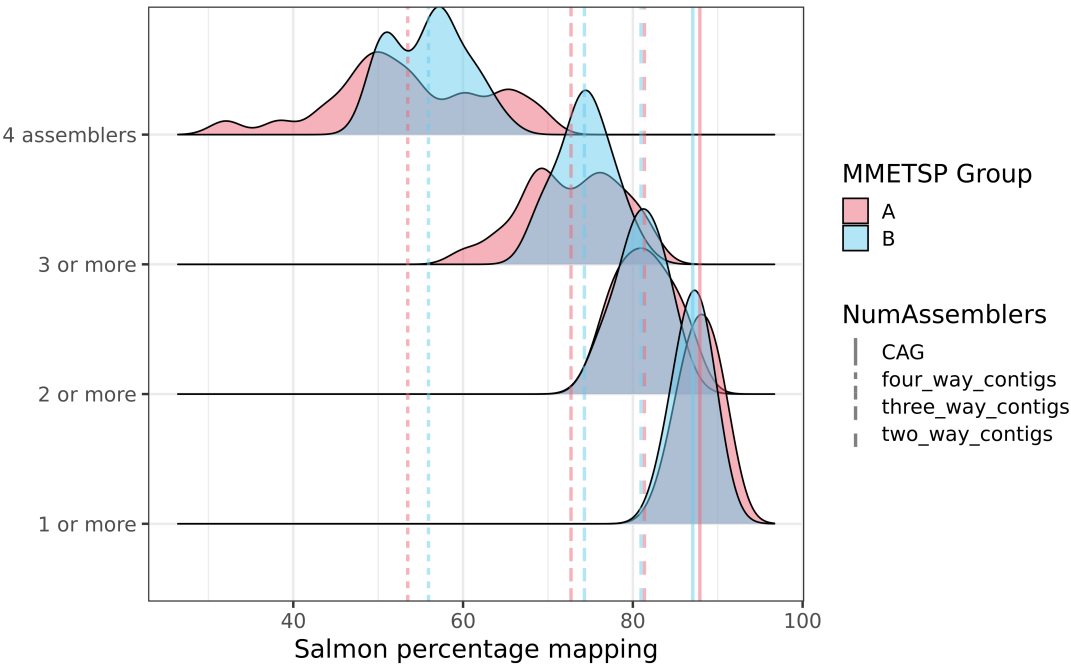 4 assemblers
3 or more
2 or more
1 or more
40
60
80
100
Salmon percentage mapping
MMETSP Group
A
B
NumAssemblers
CAG
four_way_contigs
three_way_contigs
two_way_contigs